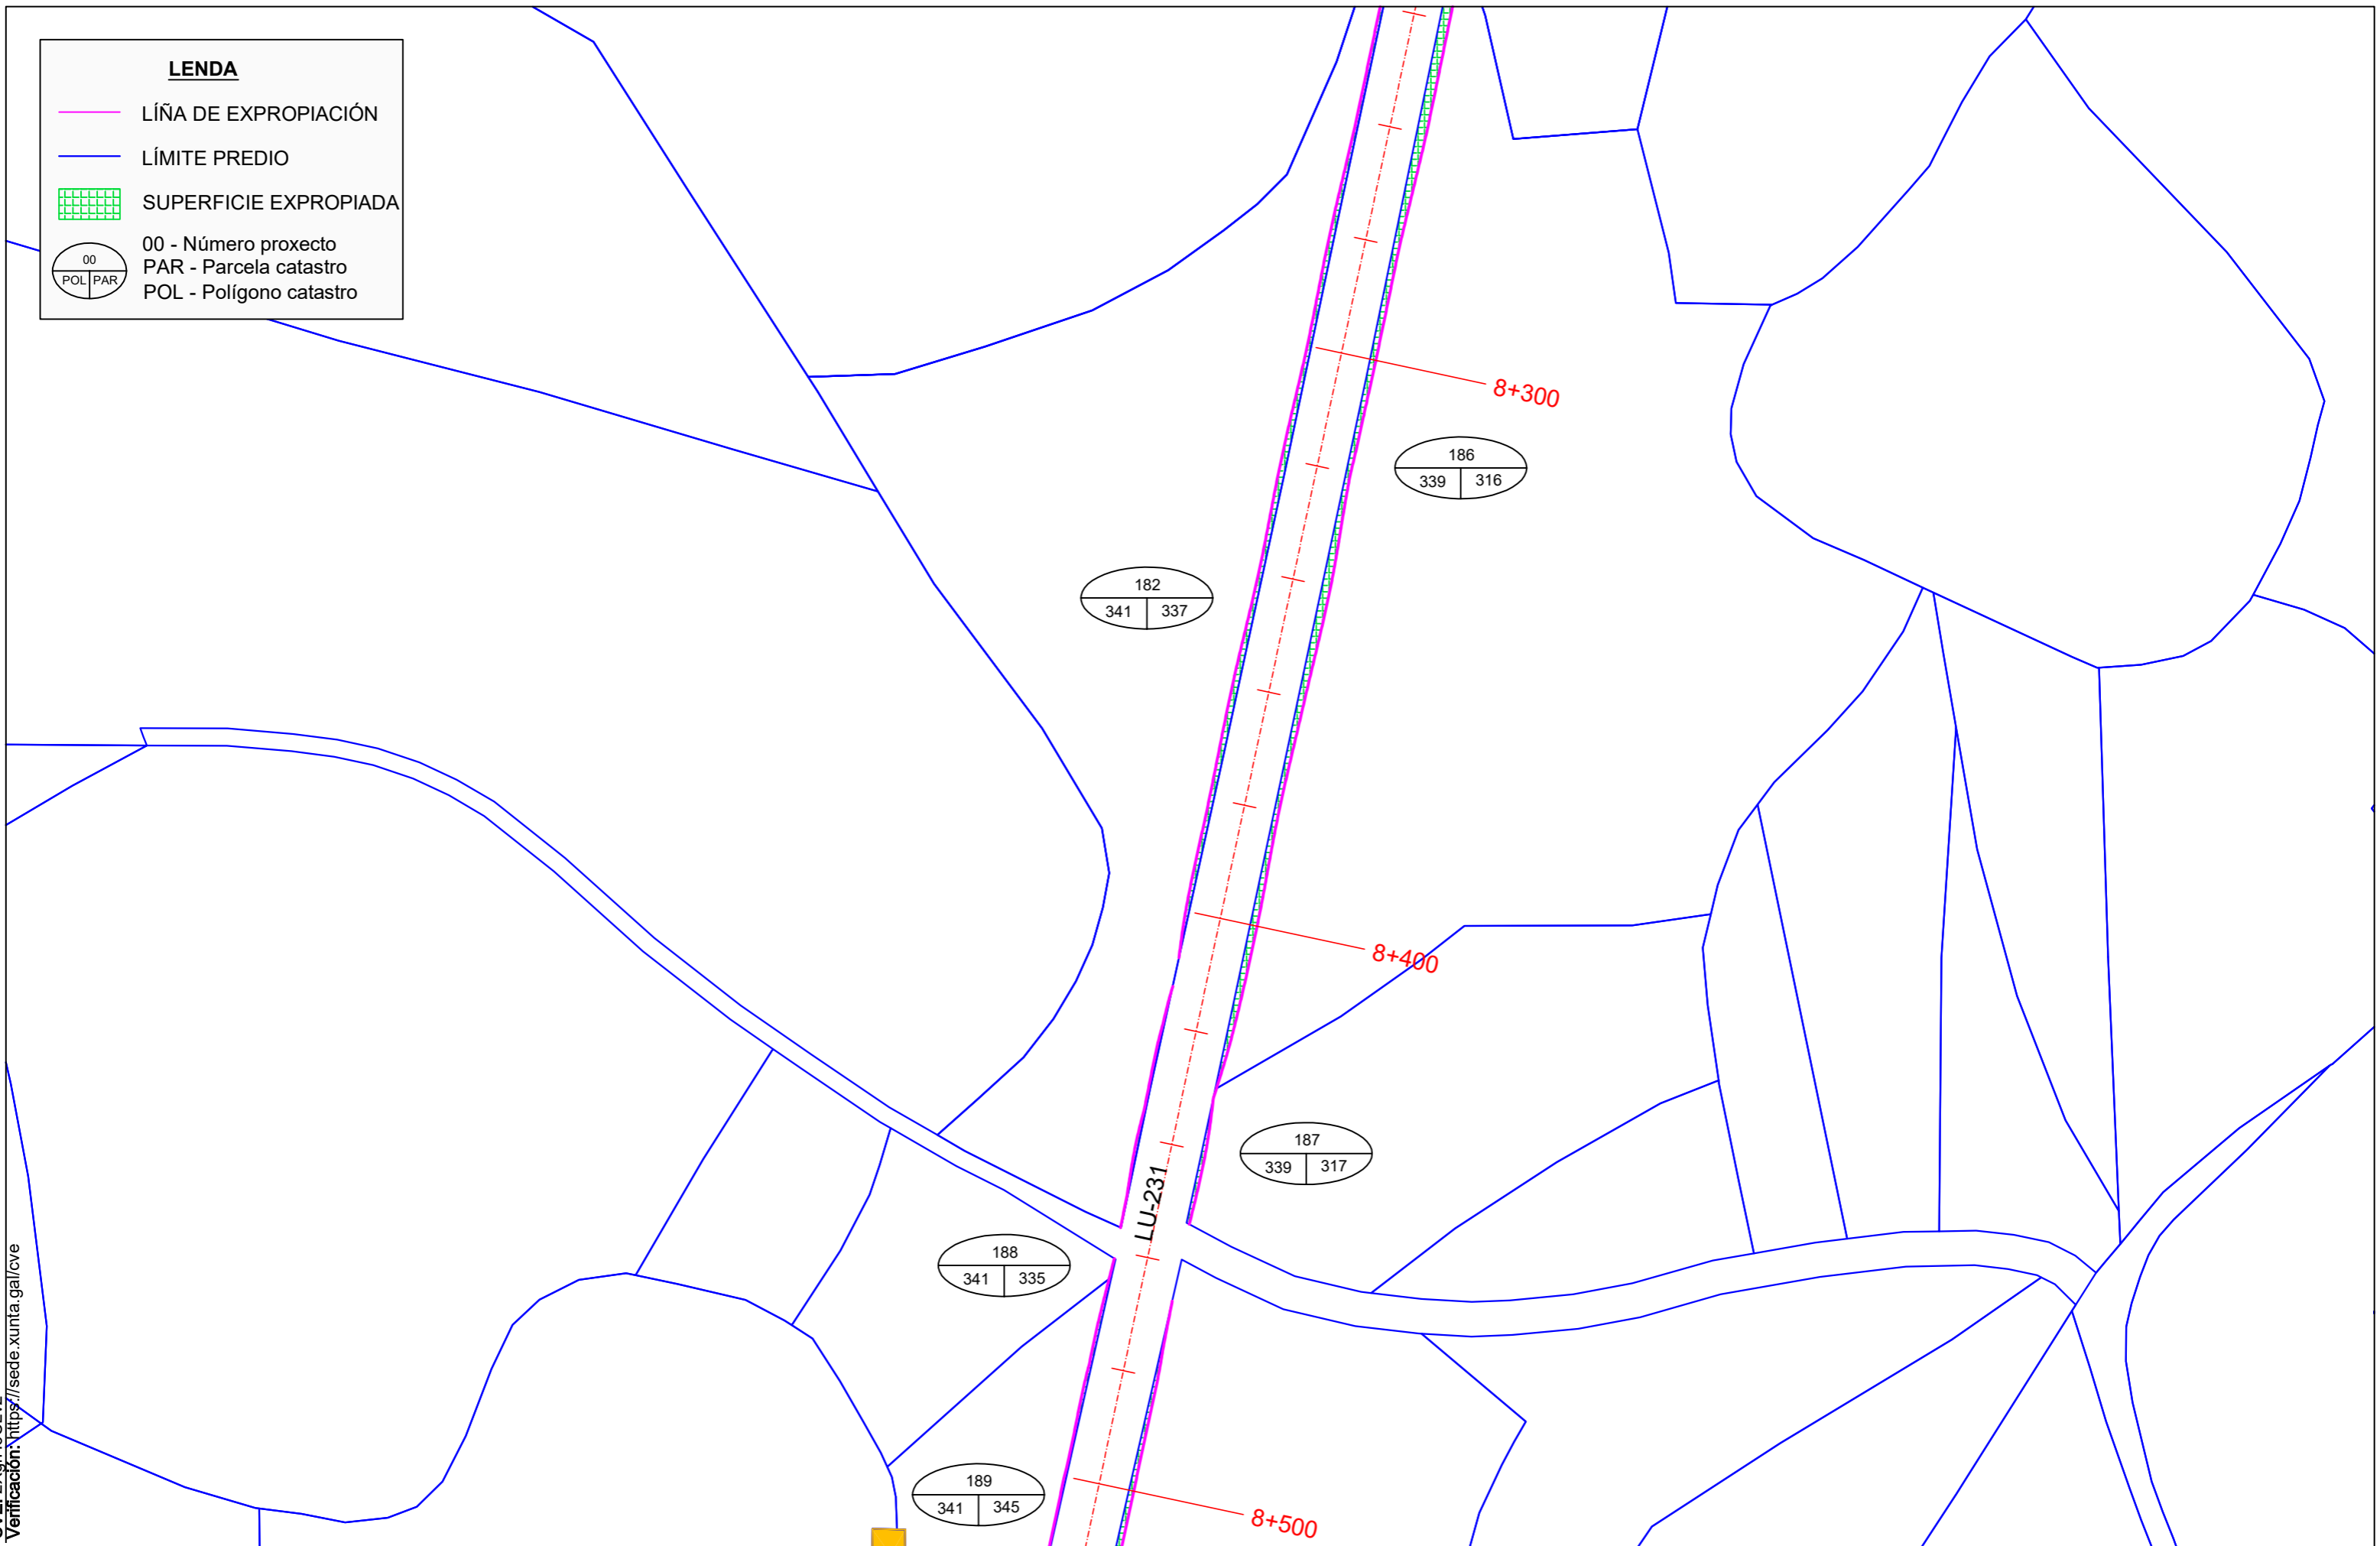 LENDA
LÍÑA DE EXPROPIACIÓN
LÍMITE PREDIO
SUPERFICIE EXPROPIADA
00
POL PAR
00 - Número proxecto
PAR - Parcela catastro
POL - Polígono catastro
8+300
186
339 316
182
341 337
8+400
187
339 317
LU-231
188
341 335
189
341 345
8+500
Verificación: https://sede.xunta.gal/cve